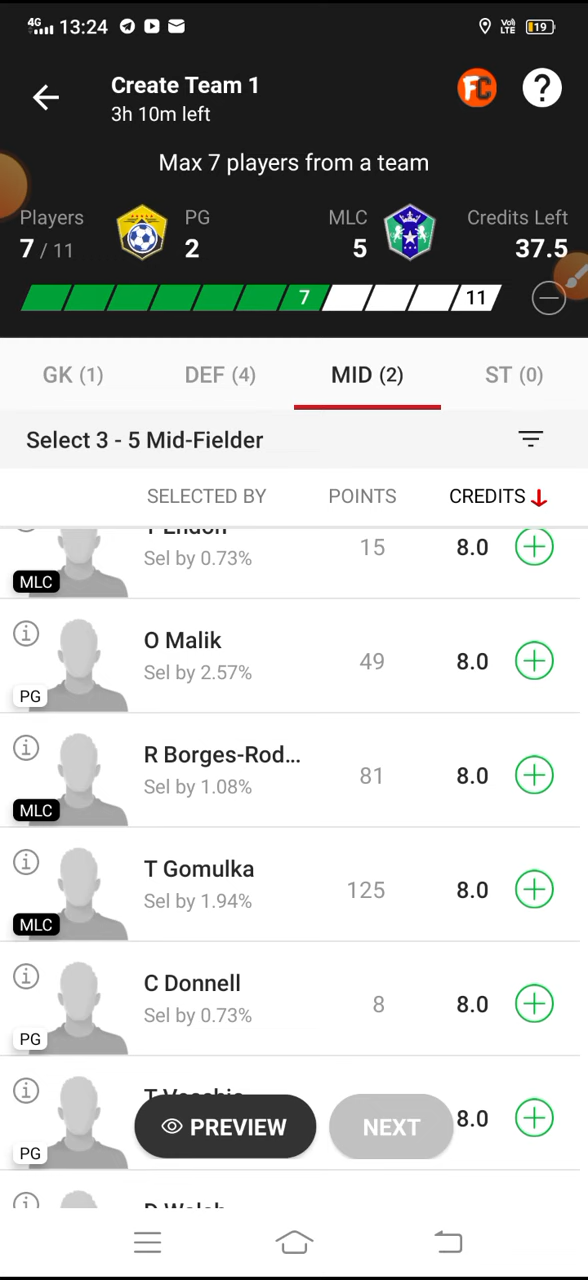 4G 13:24 Vo) LTE 19
Create Team 1
3h 10m left
FC ?
Max 7 players from a team
Players PG MLC Credits Left
7 / 11 2 5 37.5
7 11
GK (1) DEF (4) MID (2) ST (0)
Select 3 - 5 Mid-Fielder
SELECTED BY POINTS CREDITS
Sel by 0.73% 15 8.0
MLC
O Malik
Sel by 2.57% 49 8.0
PG
R Borges-Rod...
Sel by 1.08% 81 8.0
MLC
T Gomulka
Sel by 1.94% 125 8.0
MLC
C Donnell
Sel by 0.73% 8 8.0
PG
PREVIEW NEXT 8.0
PG